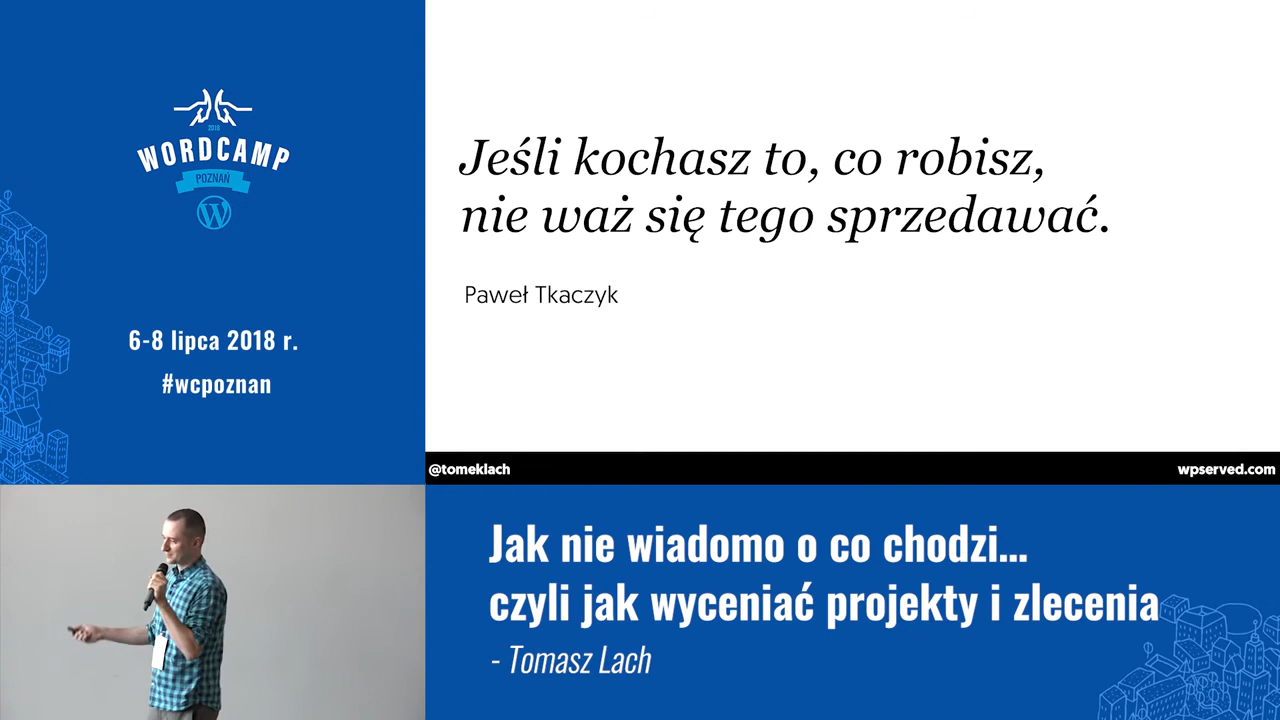 2018
WORDCAMP
POZNAŃ
6-8 lipca 2018 r.
#wcpoznan
Jeśli kochasz to, co robisz,
nie waż się tego sprzedawać.
Paweł Tkaczyk
@tomeklach
wpserved.com
Jak nie wiadomo o co chodzi...
czyli jak wyceniać projekty i zlecenia
- Tomasz Lach